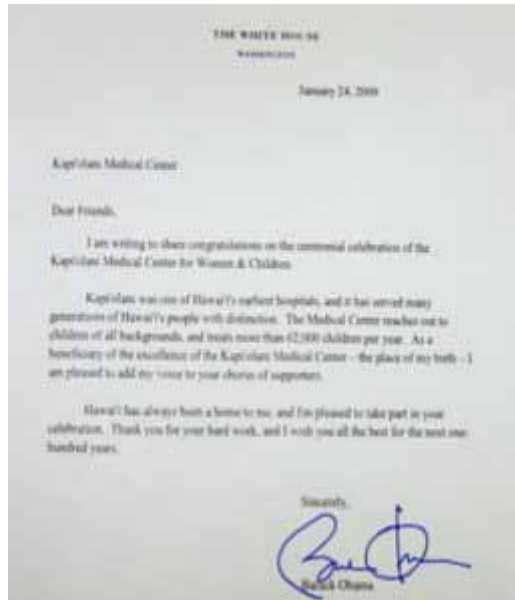 THE WHITE HOUSE
WASHINGTON
January 24, 2009
Kapi'olani Medical Center
Dear Friends,
I am writing to share congratulations on the centennial celebration of the
Kapi'olani Medical Center for Women & Children.
Kapi'olani was one of Hawai'i's earliest hospitals, and it has served many
generations of Hawai'i's people with distinction. The Medical Center reaches out to
children of all backgrounds, and treats more than 62,000 children per year. As a
beneficiary of the excellence of the Kapi'olani Medical Center – the place of my birth – I
am pleased to add my voice to your chorus of supporters.
Hawai'i has always been a home to me, and I'm pleased to take part in your
celebration. Thank you for your hard work, and I wish you all the best for the next one
hundred years.
Sincerely,
Barack Obama